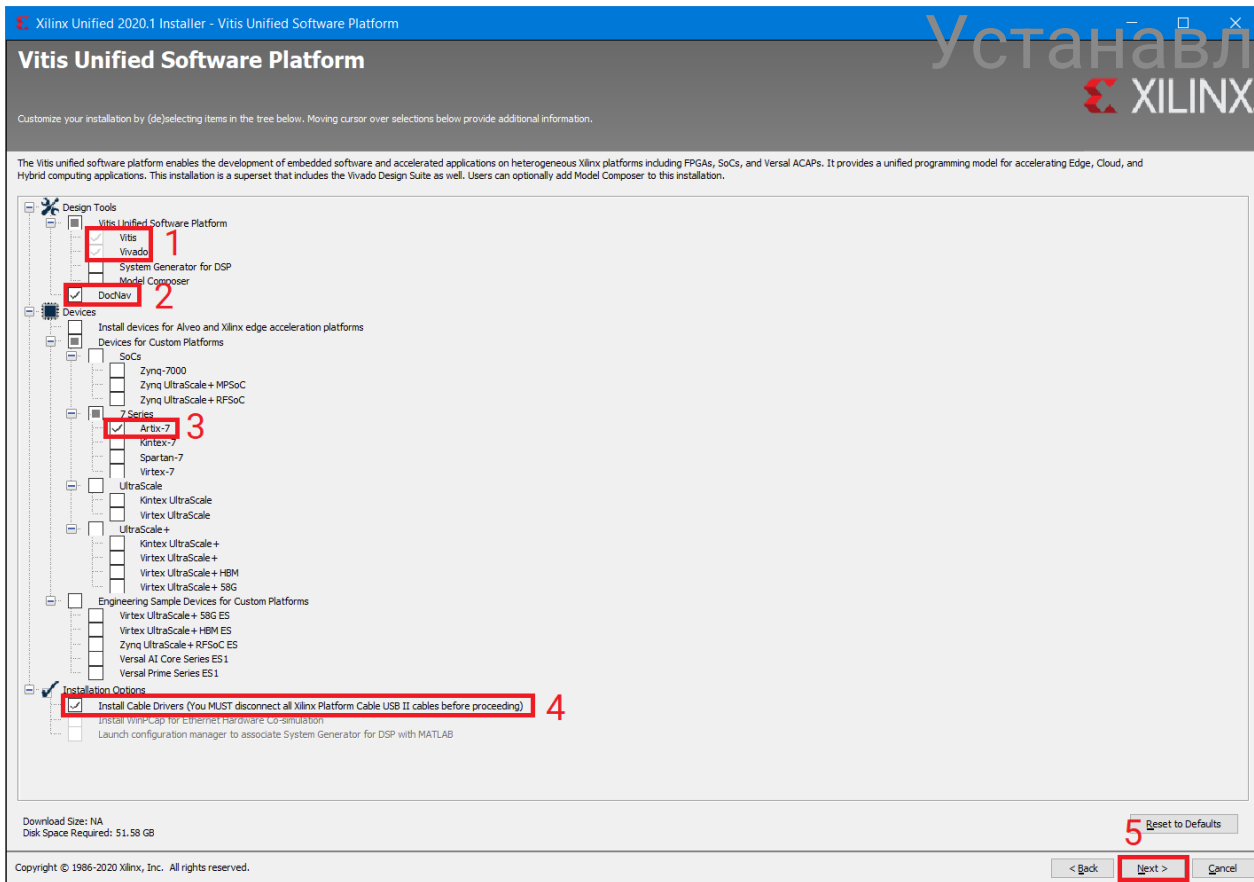 Xilinx Unified 2020.1 Installer - Vitis Unified Software Platform
Устанавл
Vitis Unified Software Platform
XILINX
Customize your installation by (de)selecting items in the tree below. Moving cursor over selections below provide additional information.
The Vitis unified software platform enables the development of embedded software and accelerated applications on heterogeneous Xilinx platforms including FPGAs, SoCs, and Versal ACAPs. It provides a unified programming model for accelerating Edge, Cloud, and
Hybrid computing applications. This installation is a superset that includes the Vivado Design Suite as well. Users can optionally add Model Composer to this installation.
Design Tools
Vitis Unified Software Platform
Vitis
1
Vivado
System Generator for DSP
Model Composer
DocNav 2
Devices
Install devices for Alveo and Xilinx edge acceleration platforms
Devices for Custom Platforms
SoCs
Zynq-7000
Zynq UltraScale+ MPSoC
Zynq UltraScale+ RFSoC
7 Series
Artix-7 3
Kintex-7
Spartan-7
Virtex-7
UltraScale
Kintex UltraScale
Virtex UltraScale
UltraScale+
Kintex UltraScale+
Virtex UltraScale+
Virtex UltraScale+ HBM
Virtex UltraScale+ 58G
Engineering Sample Devices for Custom Platforms
Virtex UltraScale+ 58G ES
Virtex UltraScale+ HBM ES
Zynq UltraScale+ RFSoC ES
Versal AI Core Series ES1
Versal Prime Series ES1
Installation Options
Install Cable Drivers (You MUST disconnect all Xilinx Platform Cable USB II cables before proceeding) 4
Install WinPCap for Ethernet Hardware Co-simulation
Launch configuration manager to associate System Generator for DSP with MATLAB
Download Size: NA
Disk Space Required: 51.58 GB
Reset to Defaults
5
Copyright © 1986-2020 Xilinx, Inc. All rights reserved.
< Back Next > Cancel